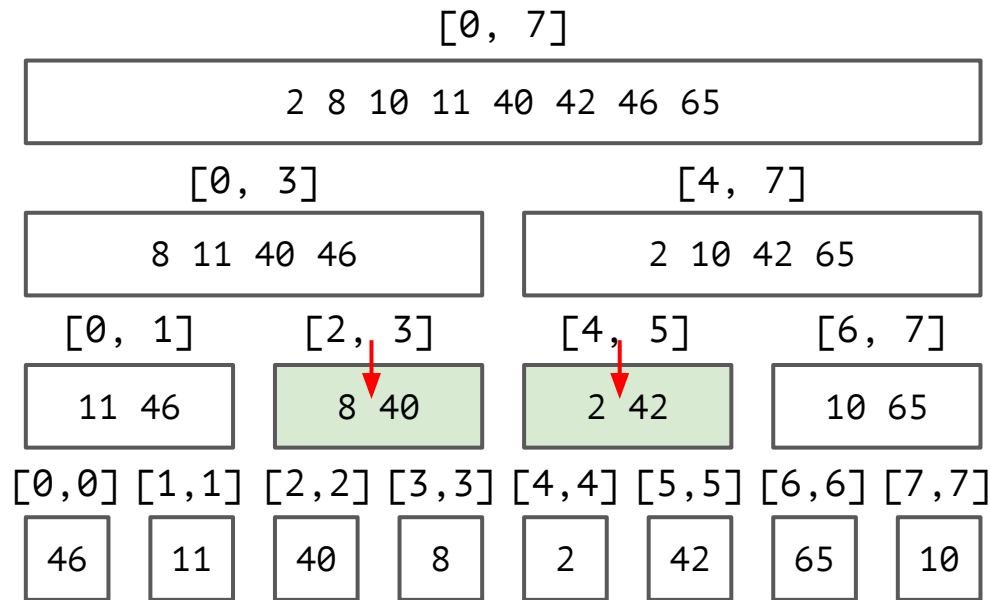 [0, 7]
2 8 10 11 40 42 46 65
[0, 3] [4, 7]
8 11 40 46 2 10 42 65
[0, 1] [2, 3] [4, 5] [6, 7]
11 46 8 40 2 42 10 65
[0,0] [1,1] [2,2] [3,3] [4,4] [5,5] [6,6] [7,7]
46 11 40 8 2 42 65 10